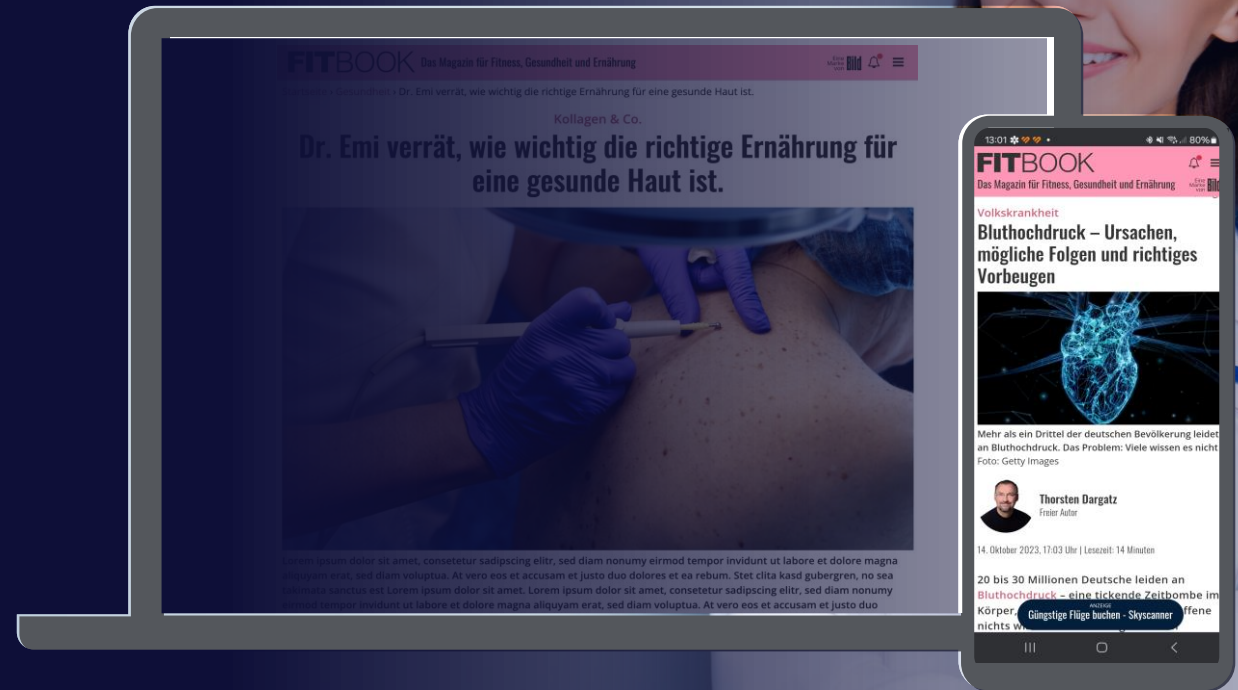 FITBOOK Das Magazin für Fitness, Gesundheit und Ernährung Eine Marke von Bild
Gesundheit › Dr. Emi verrät, wie wichtig die richtige Ernährung für eine gesunde Haut ist.
Kollagen & Co.
Dr. Emi verrät, wie wichtig die richtige Ernährung für
eine gesunde Haut ist.
Lorem ipsum dolor sit amet, consetetur sadipscing elitr, sed diam nonumy eirmod tempor invidunt ut labore et dolore magna
aliquyam erat, sed diam voluptua. At vero eos et accusam et justo duo dolores et ea rebum. Stet clita kasd gubergren, no sea
takimata sanctus est Lorem ipsum dolor sit amet. Lorem ipsum dolor sit amet, consetetur sadipscing elitr, sed diam nonumy
eirmod tempor invidunt ut labore et dolore magna aliquyam erat, sed diam voluptua. At vero eos et accusam et justo duo
13:01 80%
FITBOOK
Das Magazin für Fitness, Gesundheit und Ernährung Eine Marke von Bild
Volkskrankheit
Bluthochdruck – Ursachen,
mögliche Folgen und richtiges
Vorbeugen
Mehr als ein Drittel der deutschen Bevölkerung leidet
an Bluthochdruck. Das Problem: Viele wissen es nicht
Foto: Getty Images
Thorsten Dargatz
Freier Autor
14. Oktober 2023, 17:03 Uhr | Lesezeit: 14 Minuten
20 bis 30 Millionen Deutsche leiden an
Bluthochdruck – eine tickende Zeitbombe im
Körper, ffene
nichts w
ANZEIGE
Günstige Flüge buchen - Skyscanner